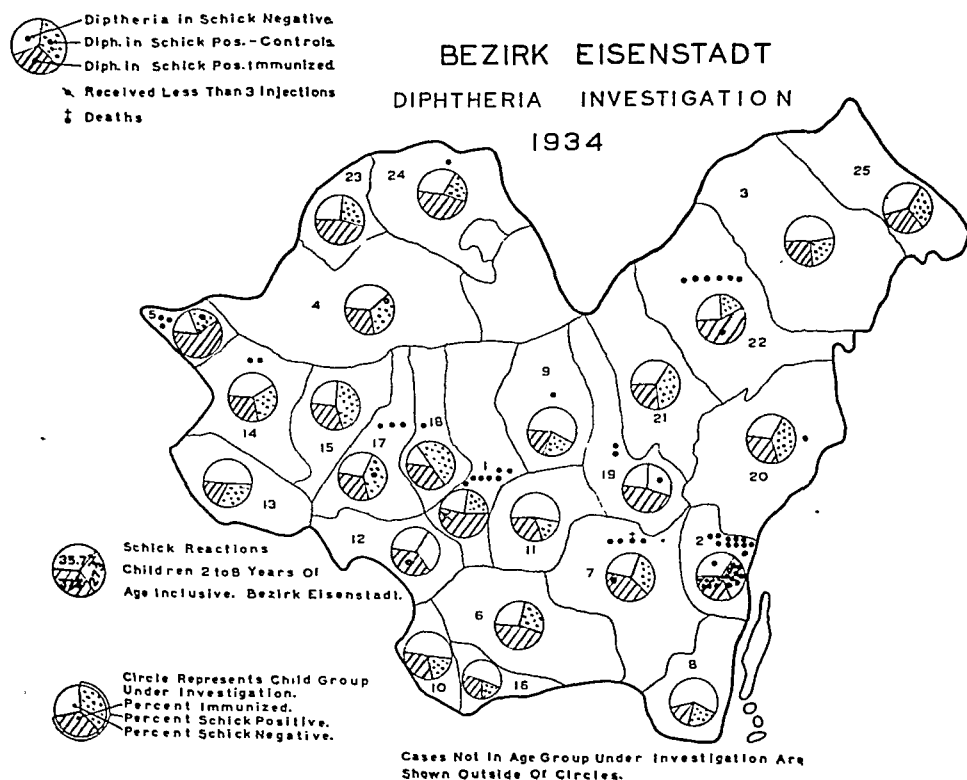 Diptheria in Schick Negative.
Diph. in Schick Pos.-Controls.
Diph. in Schick Pos. Immunized.
Received Less Than 3 Injections
Deaths
BEZIRK EISENSTADT
DIPHTHERIA INVESTIGATION
1934
23
24
3
25
4
5
22
9
14
15
17
18
21
1
19
20
13
12
11
2
7
6
8
10
16
Schick Reactions
Children 2 to 8 Years Of
Age Inclusive. Bezirk Eisenstadt.
35.7%
Circle Represents Child Group
Under Investigation.
Percent Immunized.
Percent Schick Positive.
Percent Schick Negative.
Cases Not In Age Group Under Investigation Are
Shown Outside Of Circles.